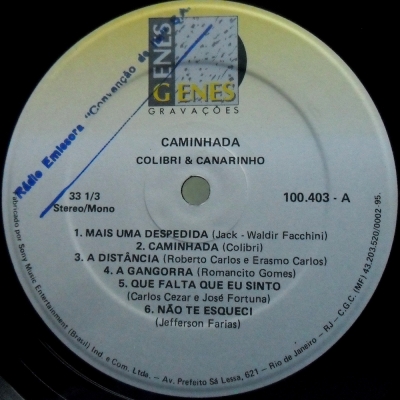 GENES
GENES
GRAVAÇÕES
Rádio Emissora "Convenção de
CAMINHADA
COLIBRI & CANARINHO
33 1/3
Stereo/Mono
100.403 - A
1. MAIS UMA DESPEDIDA (Jack - Waldir Facchini)
2. CAMINHADA (Colibri)
3. A DISTÂNCIA (Roberto Carlos e Erasmo Carlos)
4. A GANGORRA (Romancito Gomes)
5. QUE FALTA QUE EU SINTO
(Carlos Cezar e José Fortuna)
6. NÃO TE ESQUECI
(Jefferson Farias)
Fabricado por Sony Music Entertainment (Brasil) Ind. e Com. Ltda. - Av. Prefeito Sá Lessa, 621 - Rio de Janeiro - RJ - C.G.C. (MF) 43.203.520/0002-95.